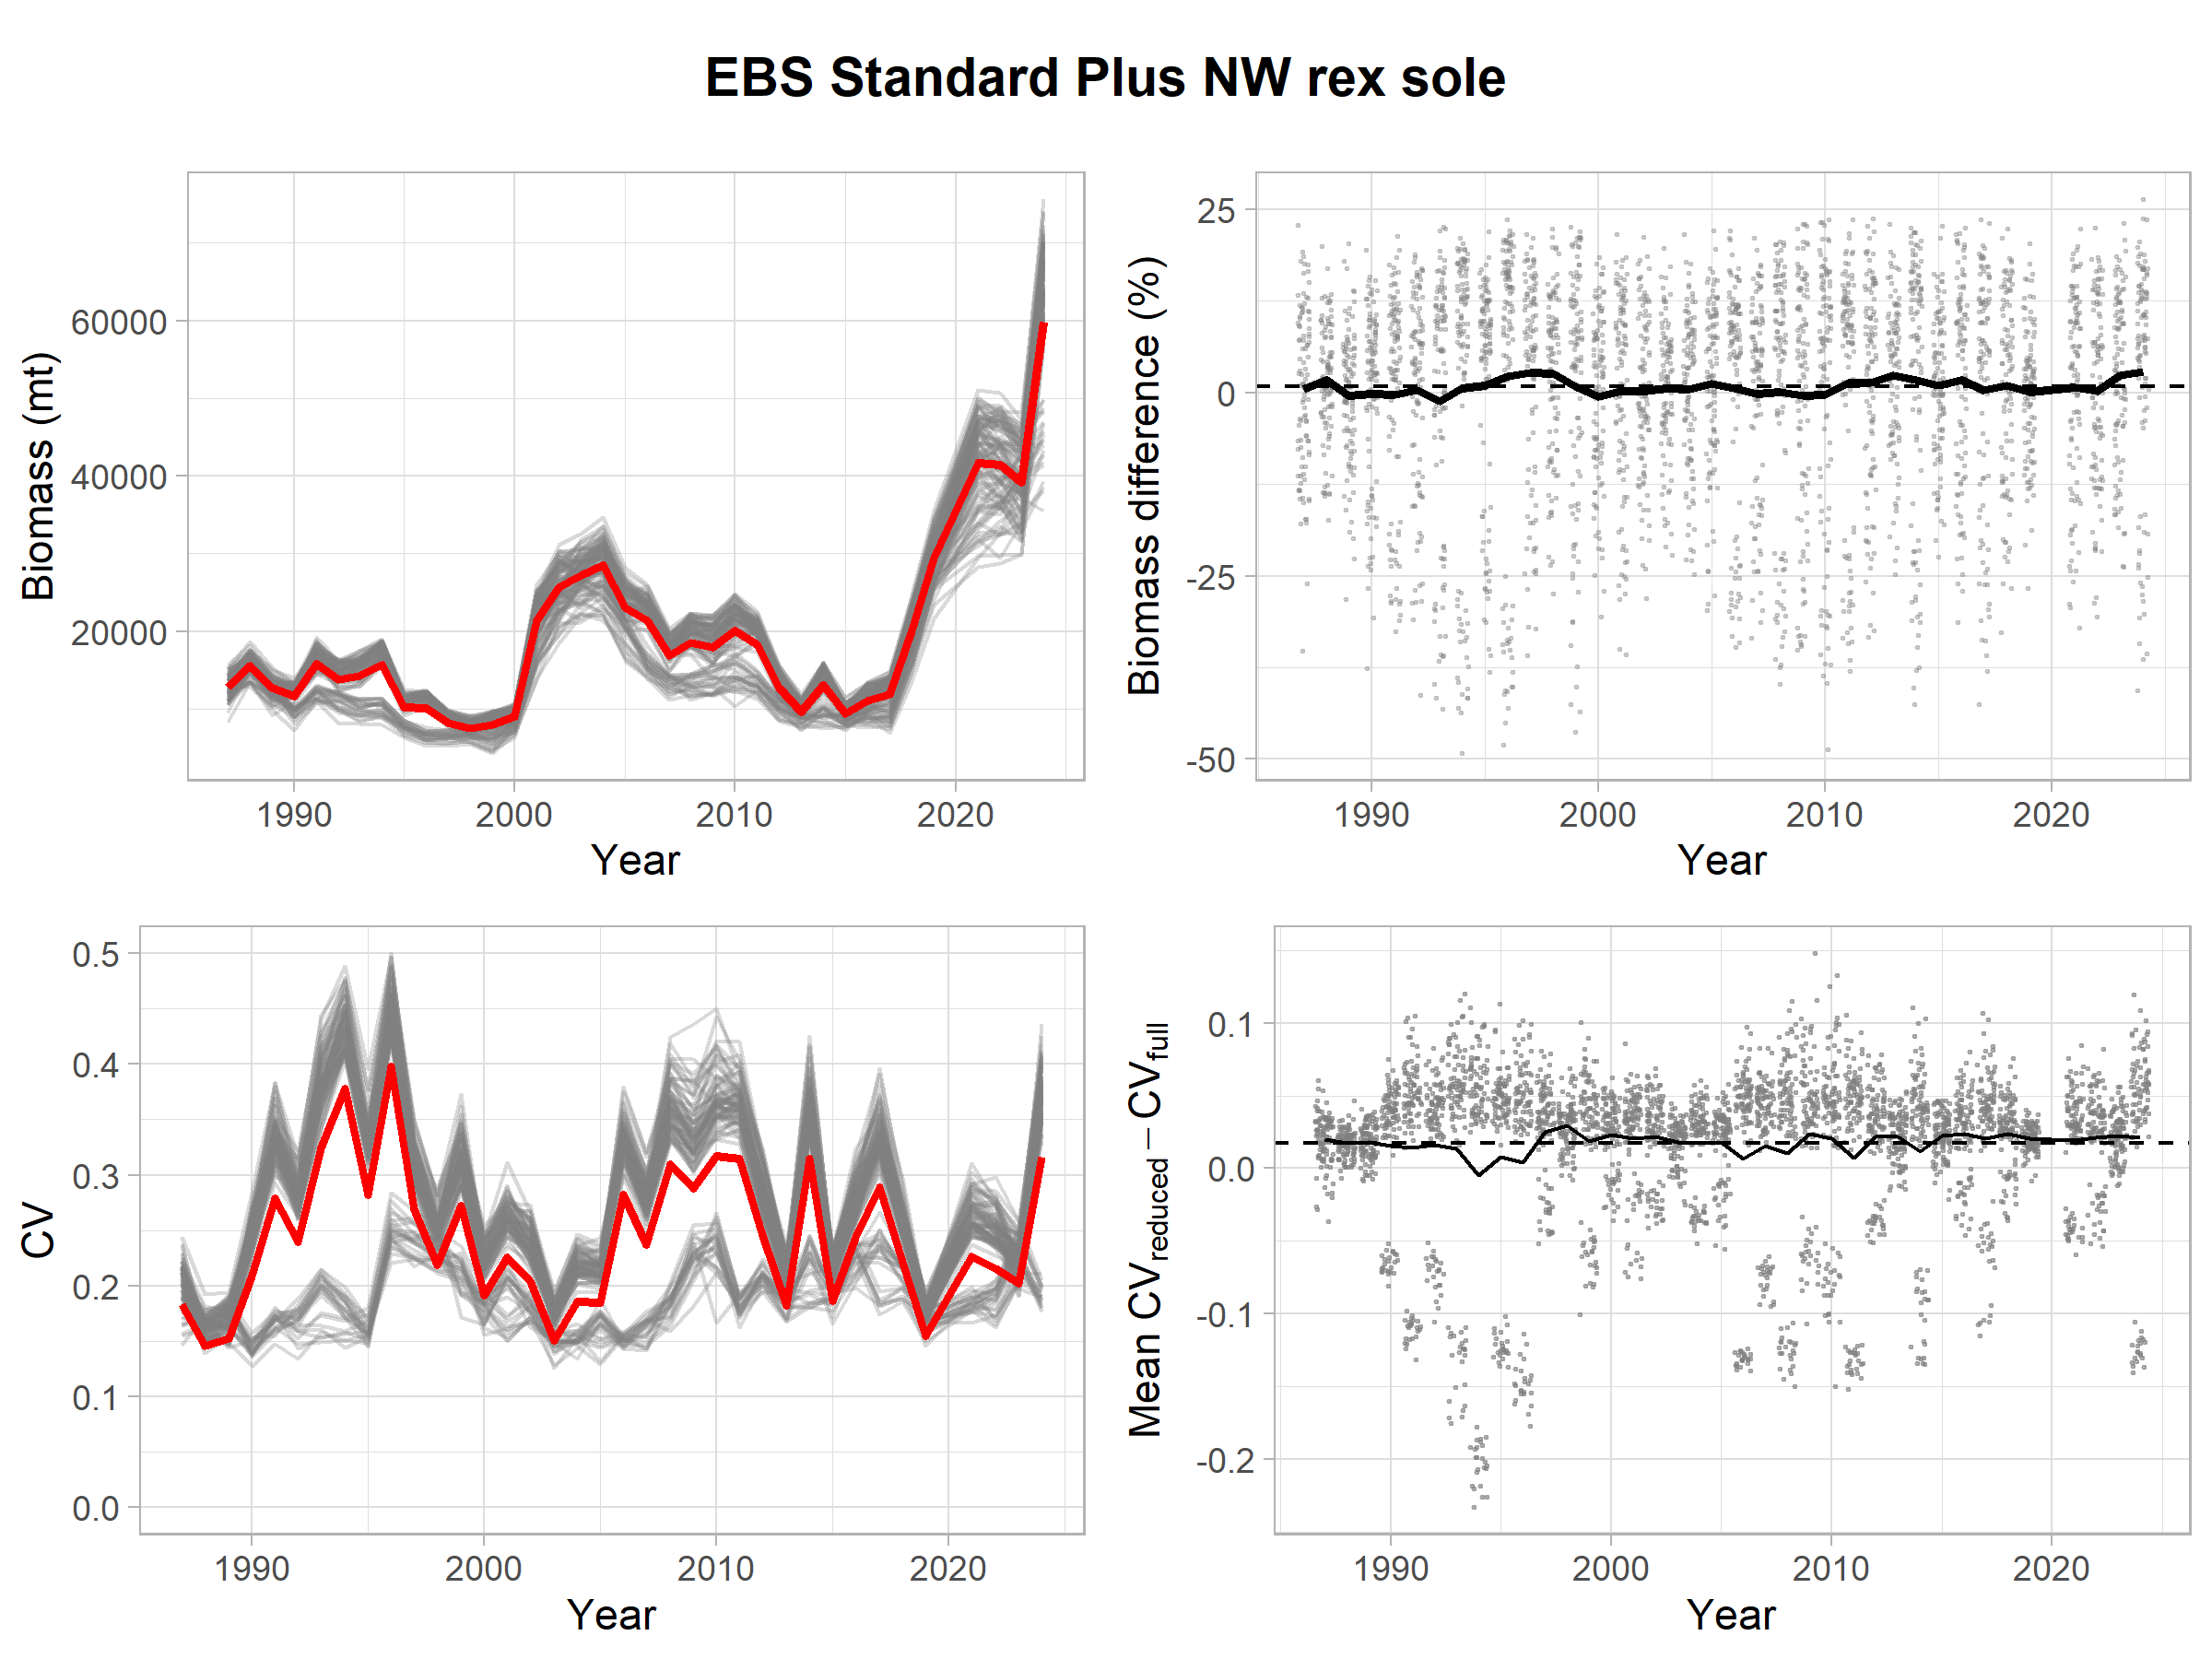 EBS Standard Plus NW rex sole
Biomass (mt)
60000
40000
20000
1990 2000 2010 2020
Year
Biomass difference (%)
25
0
-25
-50
1990 2000 2010 2020
Year
CV
0.5
0.4
0.3
0.2
0.1
0.0
1990 2000 2010 2020
Year
Mean CVreduced − CVfull
0.1
0.0
-0.1
-0.2
1990 2000 2010 2020
Year